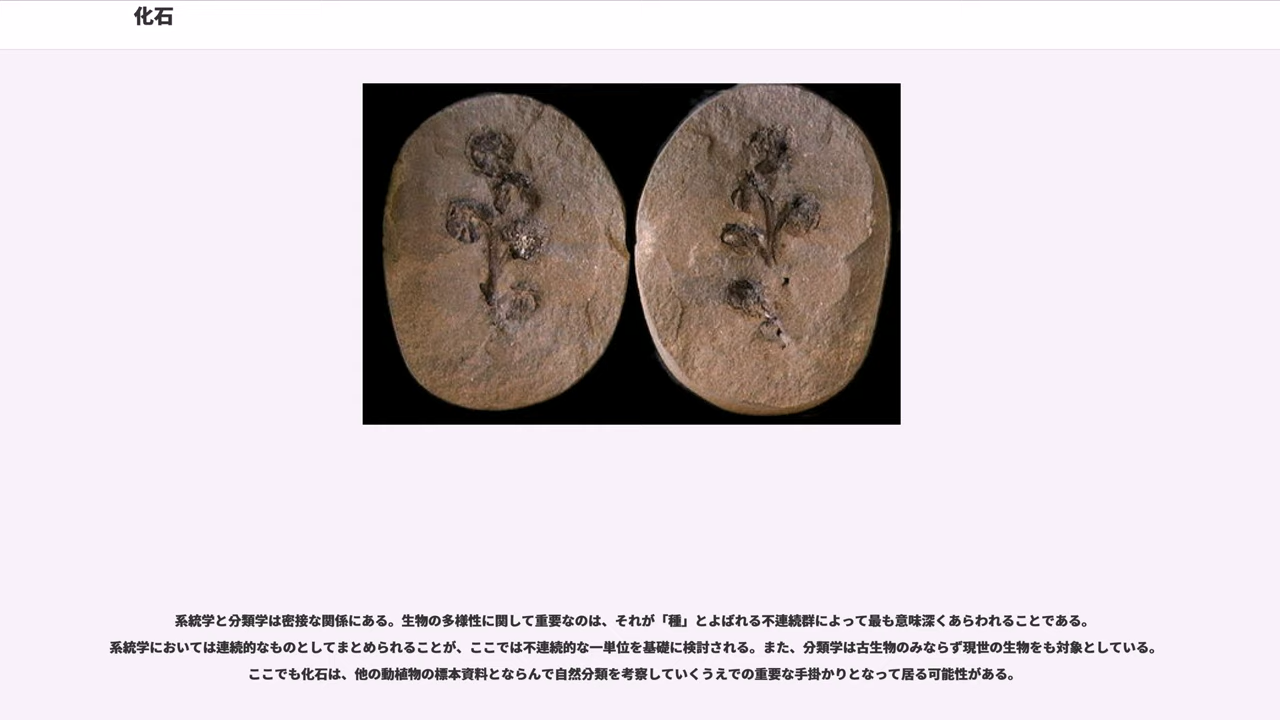 化石
系統学と分類学は密接な関係にある。生物の多様性に関して重要なのは、それが「種」とよばれる不連続群によって最も意味深くあらわれることである。
系統学においては連続的なものとしてまとめられることが、ここでは不連続的な一単位を基礎に検討される。また、分類学は古生物のみならず現世の生物をも対象としている。
ここでも化石は、他の動植物の標本資料とならんで自然分類を考察していくうえでの重要な手掛かりとなって居る可能性がある。